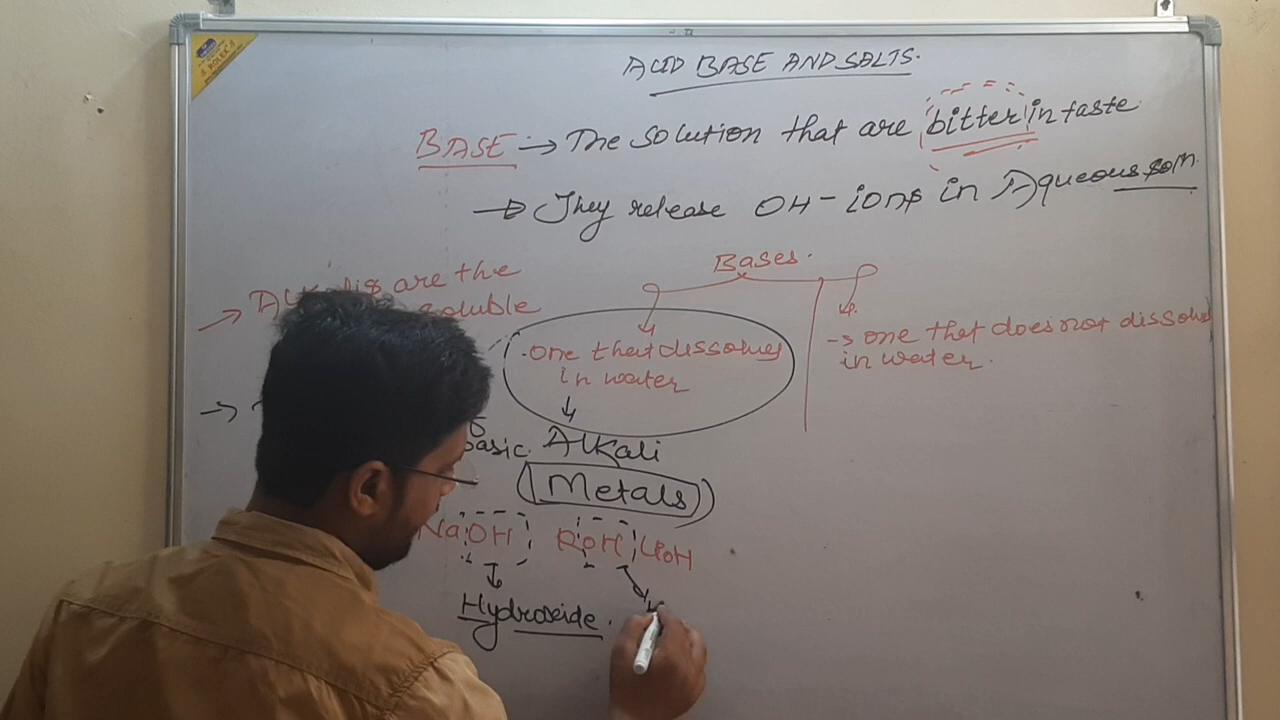 ACID BASE AND SALTS.
BASE → The solution that are bitter in taste
→ They release OH- ions in Aqueous soln.
Bases.
→ are the
soluble
.one that dissolves
in water
→ one that does not dissolve
in water.
→
basic. Alkali
(Metals)
NaOH ROH LiOH
Hydroxide.